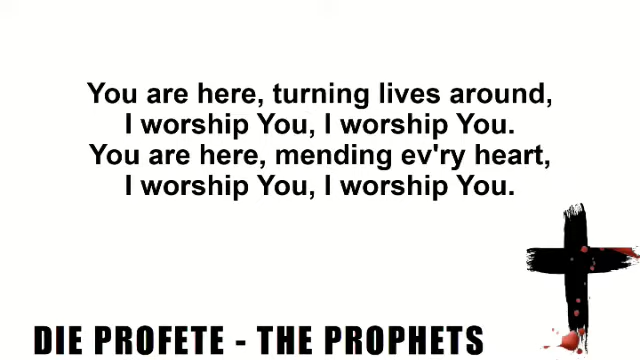 You are here, turning lives around,
I worship You, I worship You.
You are here, mending ev'ry heart,
I worship You, I worship You.
DIE PROFETE - THE PROPHETS